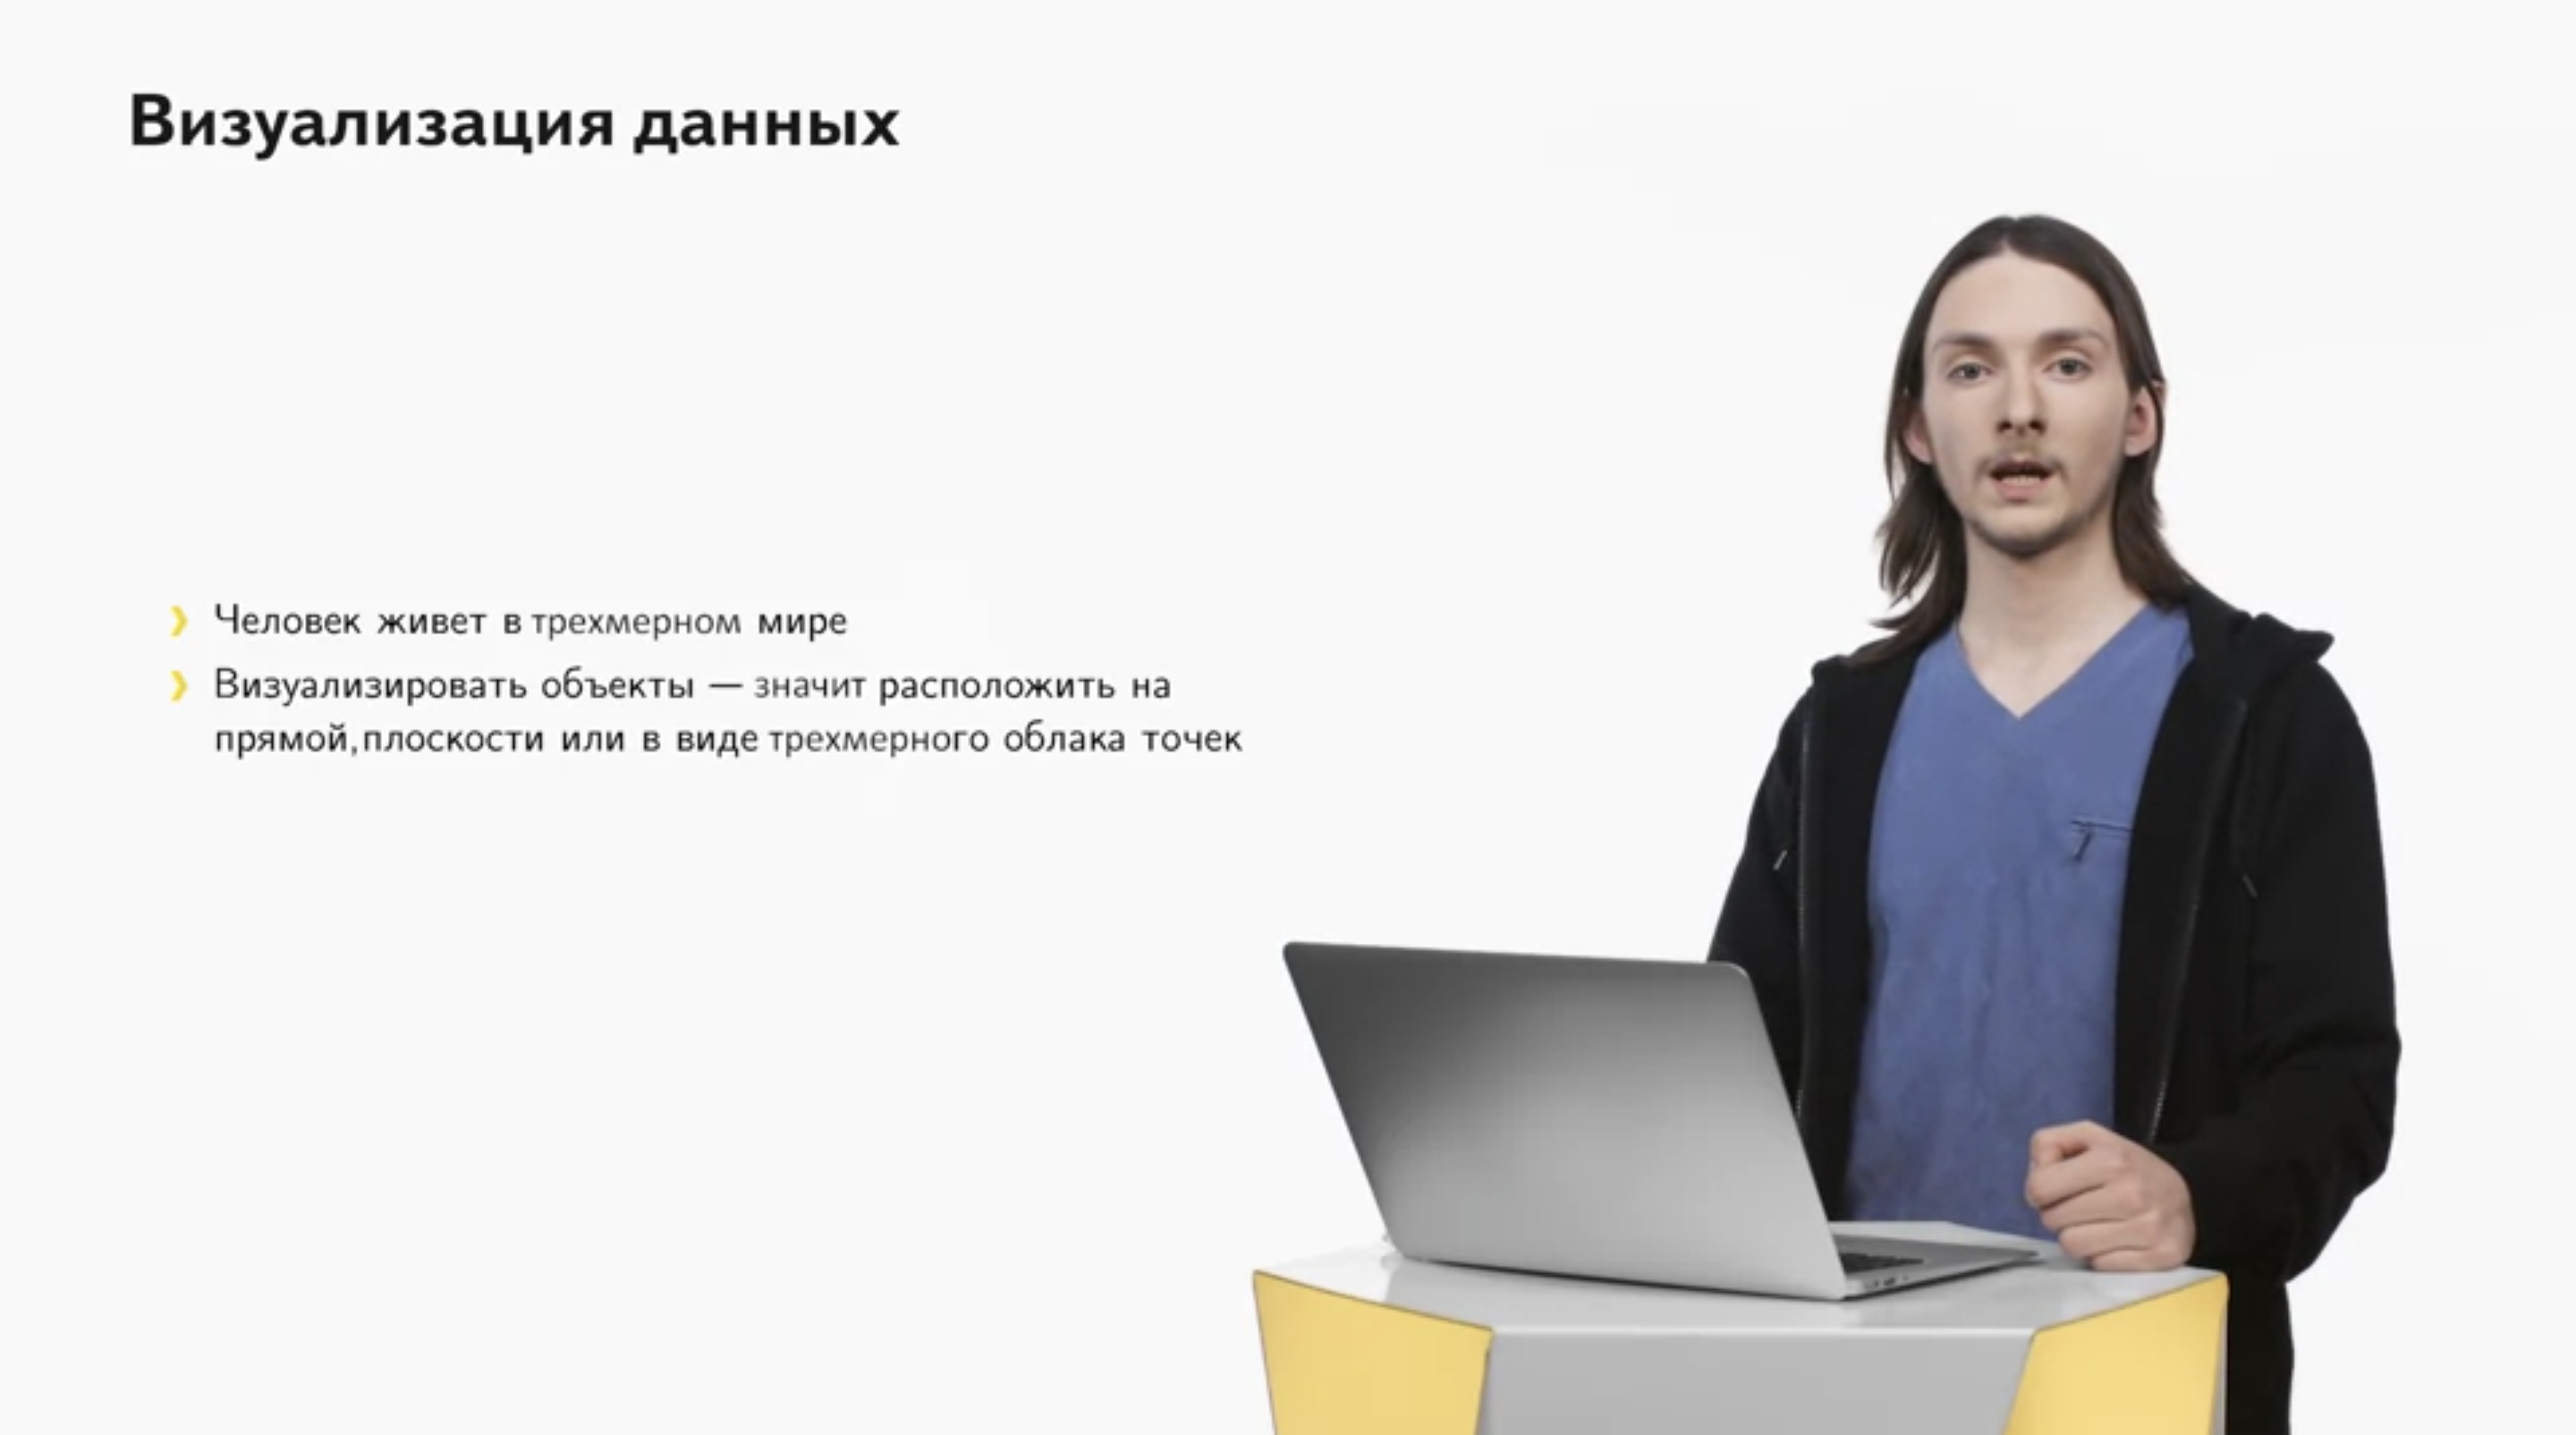 Визуализация данных
Человек живет в трехмерном мире
Визуализировать объекты — значит расположить на
прямой,плоскости или в виде трехмерного облака точек